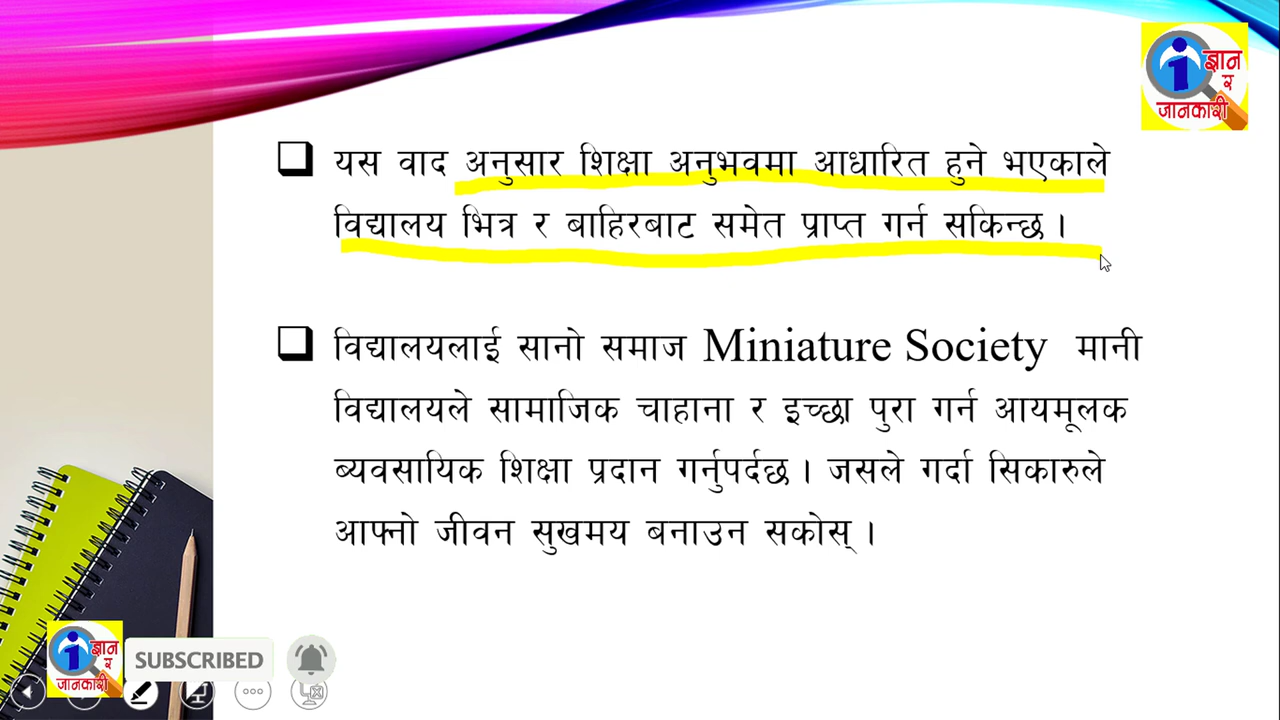 ज्ञान
र
जानकारी
❑ यस वाद अनुसार शिक्षा अनुभवमा आधारित हुने भएकाले
विद्यालय भित्र र बाहिरबाट समेत प्राप्त गर्न सकिन्छ ।
❑ विद्यालयलाई सानो समाज Miniature Society मानी
विद्यालयले सामाजिक चाहाना र इच्छा पुरा गर्न आयमूलक
ब्यवसायिक शिक्षा प्रदान गर्नुपर्दछ । जसले गर्दा सिकारुले
आफ्नो जीवन सुखमय बनाउन सकोस् ।
ज्ञान
र
जानकारी
SUBSCRIBED